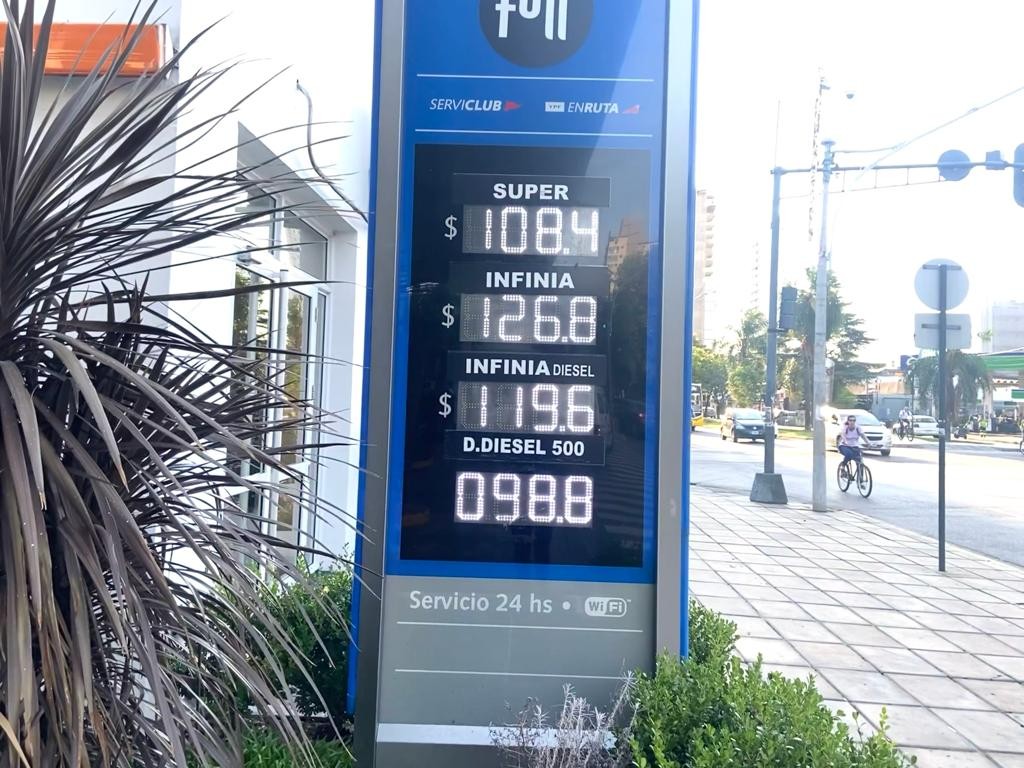 full
SERVICLUB YPF ENRUTA
SUPER
$ 108.4
INFINIA
$ 126.8
INFINIA DIESEL
$ 119.6
D.DIESEL 500
098.8
Servicio 24 hs • WiFi